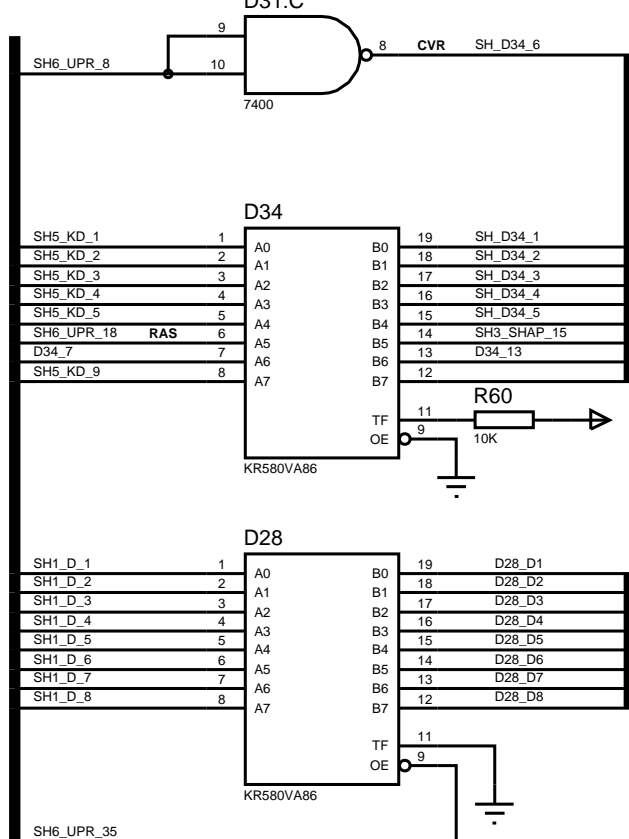 D31:C
9
8 CVR SH_D34_6
SH6_UPR_8 10
7400
D34
SH5_KD_1 1 A0 B0 19 SH_D34_1
SH5_KD_2 2 A1 B1 18 SH_D34_2
SH5_KD_3 3 A2 B2 17 SH_D34_3
SH5_KD_4 4 A3 B3 16 SH_D34_4
SH5_KD_5 5 A4 B4 15 SH_D34_5
SH6_UPR_18 RAS 6 A5 B5 14 SH3_SHAP_15
D34_7 7 A6 B6 13 D34_13
SH5_KD_9 8 A7 B7 12
R60
TF 11
10K
OE 9
KR580VA86
D28
SH1_D_1 1 A0 B0 19 D28_D1
SH1_D_2 2 A1 B1 18 D28_D2
SH1_D_3 3 A2 B2 17 D28_D3
SH1_D_4 4 A3 B3 16 D28_D4
SH1_D_5 5 A4 B4 15 D28_D5
SH1_D_6 6 A5 B5 14 D28_D6
SH1_D_7 7 A6 B6 13 D28_D7
SH1_D_8 8 A7 B7 12 D28_D8
TF 11
OE 9
KR580VA86
SH6_UPR_35